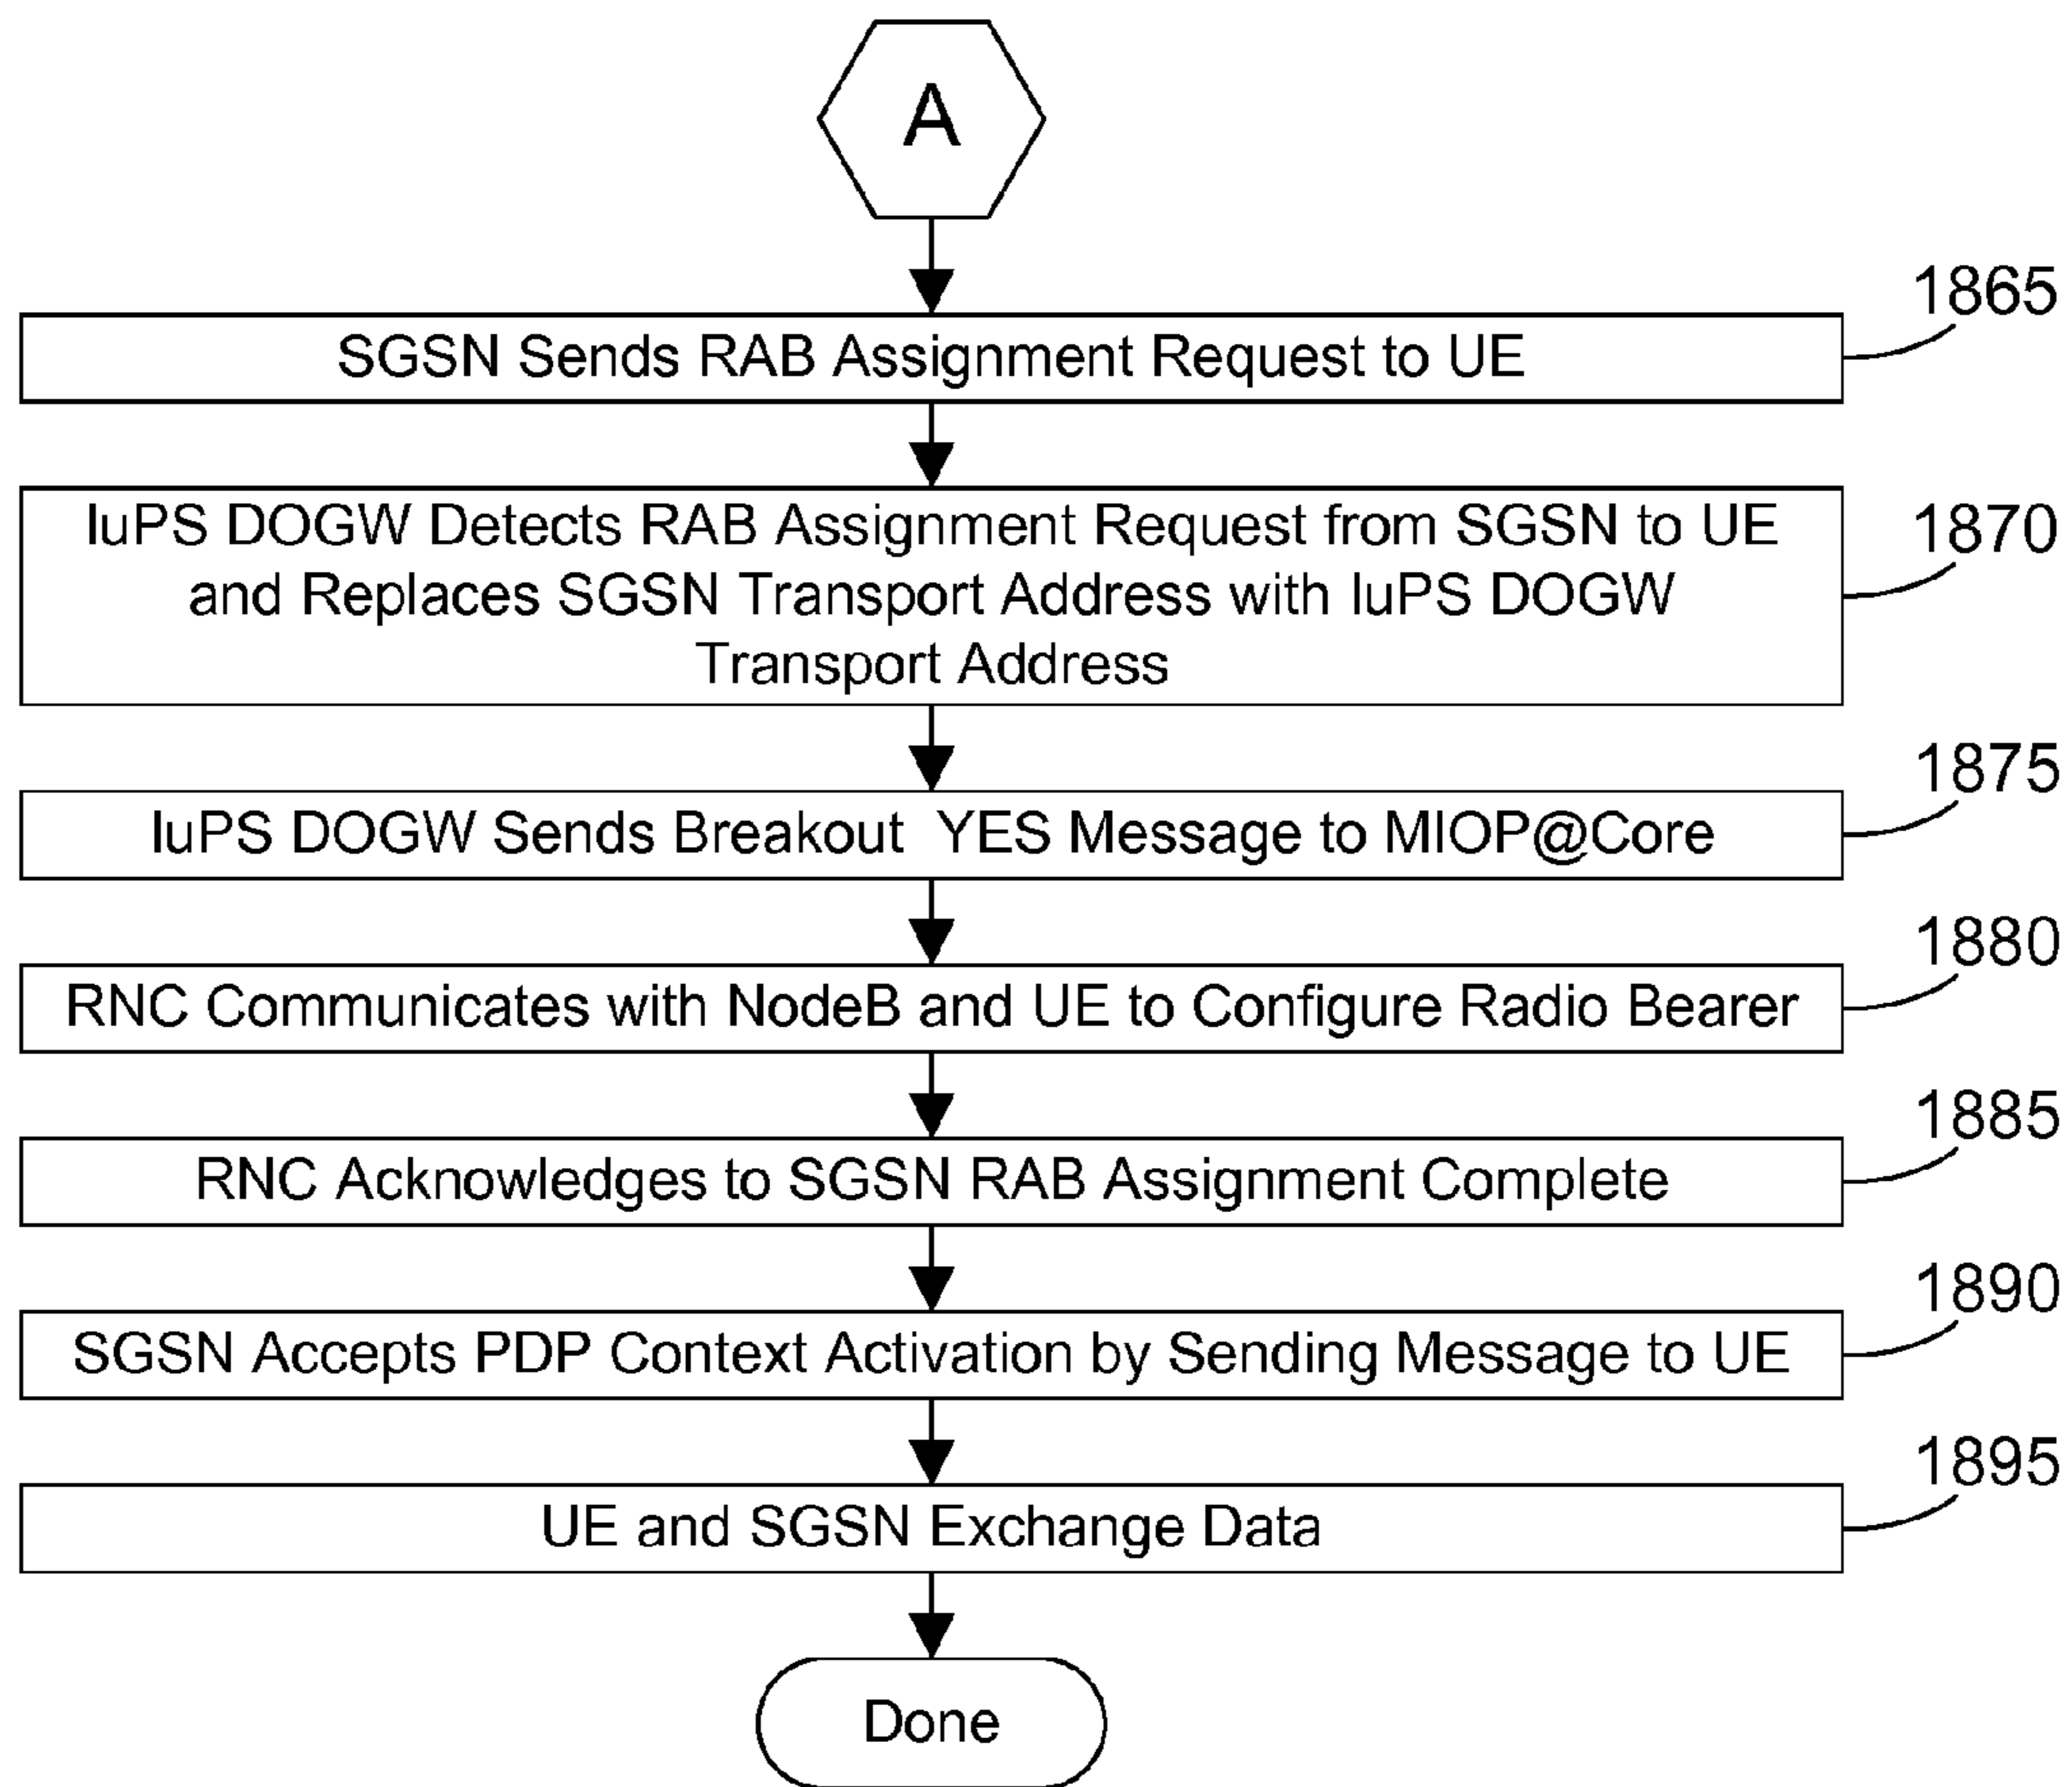 A
1865
SGSN Sends RAB Assignment Request to UE
1870
IuPS DOGW Detects RAB Assignment Request from SGSN to UE
and Replaces SGSN Transport Address with IuPS DOGW
Transport Address
1875
IuPS DOGW Sends Breakout YES Message to MIOP@Core
1880
RNC Communicates with NodeB and UE to Configure Radio Bearer
1885
RNC Acknowledges to SGSN RAB Assignment Complete
1890
SGSN Accepts PDP Context Activation by Sending Message to UE
1895
UE and SGSN Exchange Data
Done